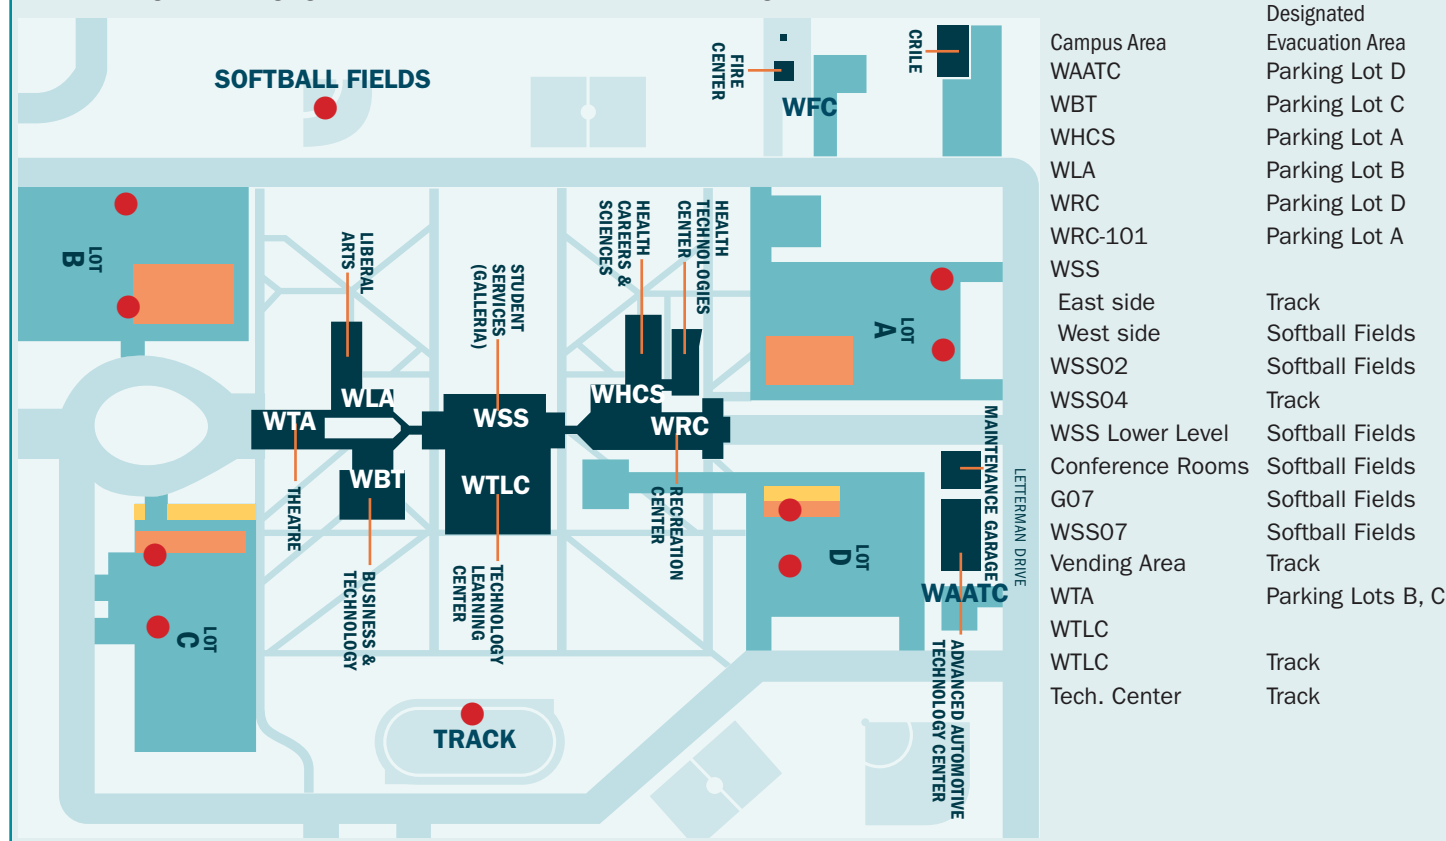 SOFTBALL FIELDS
FIRE
CENTER
WFC
CRILE
LOT
B
LIBERAL
ARTS
STUDENT
SERVICES
(GALLERIA)
HEALTH
CAREERS &
SCIENCES
HEALTH
TECHNOLOGIES
CENTER
LOT
A
WLA
WTA
WSS
WHCS
WRC
WBT
WTLC
THEATRE
BUSINESS &
TECHNOLOGY
TECHNOLOGY
LEARNING
CENTER
RECREATION
CENTER
MAINTENANCE GARAGE
LETTERMAN DRIVE
LOT
D
WAATC
LOT
C
ADVANCED AUTOMOTIVE
TECHNOLOGY CENTER
TRACK
Designated
Campus Area Evacuation Area
WAATC Parking Lot D
WBT Parking Lot C
WHCS Parking Lot A
WLA Parking Lot B
WRC Parking Lot D
WRC-101 Parking Lot A
WSS
East side Track
West side Softball Fields
WSS02 Softball Fields
WSS04 Track
WSS Lower Level Softball Fields
Conference Rooms Softball Fields
G07 Softball Fields
WSS07 Softball Fields
Vending Area Track
WTA Parking Lots B, C
WTLC
WTLC Track
Tech. Center Track